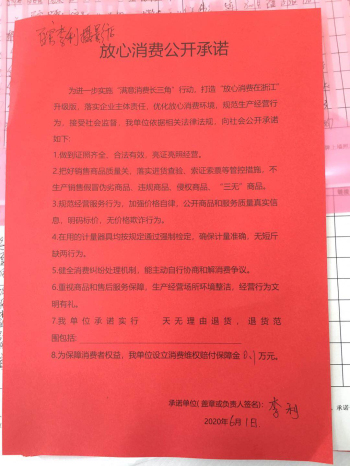 放心消费公开承诺
为进一步实施“满意消费长三角”行动，打造“放心消费在浙江”
升级版，落实企业主体责任，优化放心消费环境，规范生产经营行
为，接受社会监督，我单位依据相关法律法规，向社会公开承诺
如下：
1.做到证照齐全，合法有效，亮证亮照经营。
2.把好销售商品质量关，落实进货查验、索证索票等管控措施，不
生产销售假冒伪劣商品、违规商品、侵权商品、“三无”商品。
3.规范经营服务行为，加强价格自律，公开商品和服务质量真实信
息，明码标价，无价格欺诈行为。
4.在用的计量器具均按规定通过强制检定，确保计量准确，无短斤
缺两行为。
5.健全消费纠纷处理机制，能主动自行协商和解消费争议。
6.重视商品和售后服务保障，生产经营场所环境整洁，经营行为文
明有礼。
7.我单位承诺实行 天无理由退货，退货范
围包括：
8.为保障消费者权益，我单位设立消费维权赔付保障金 0.1 万元。
承诺单位(盖章或负责人签名)：李利
2020年6月1日